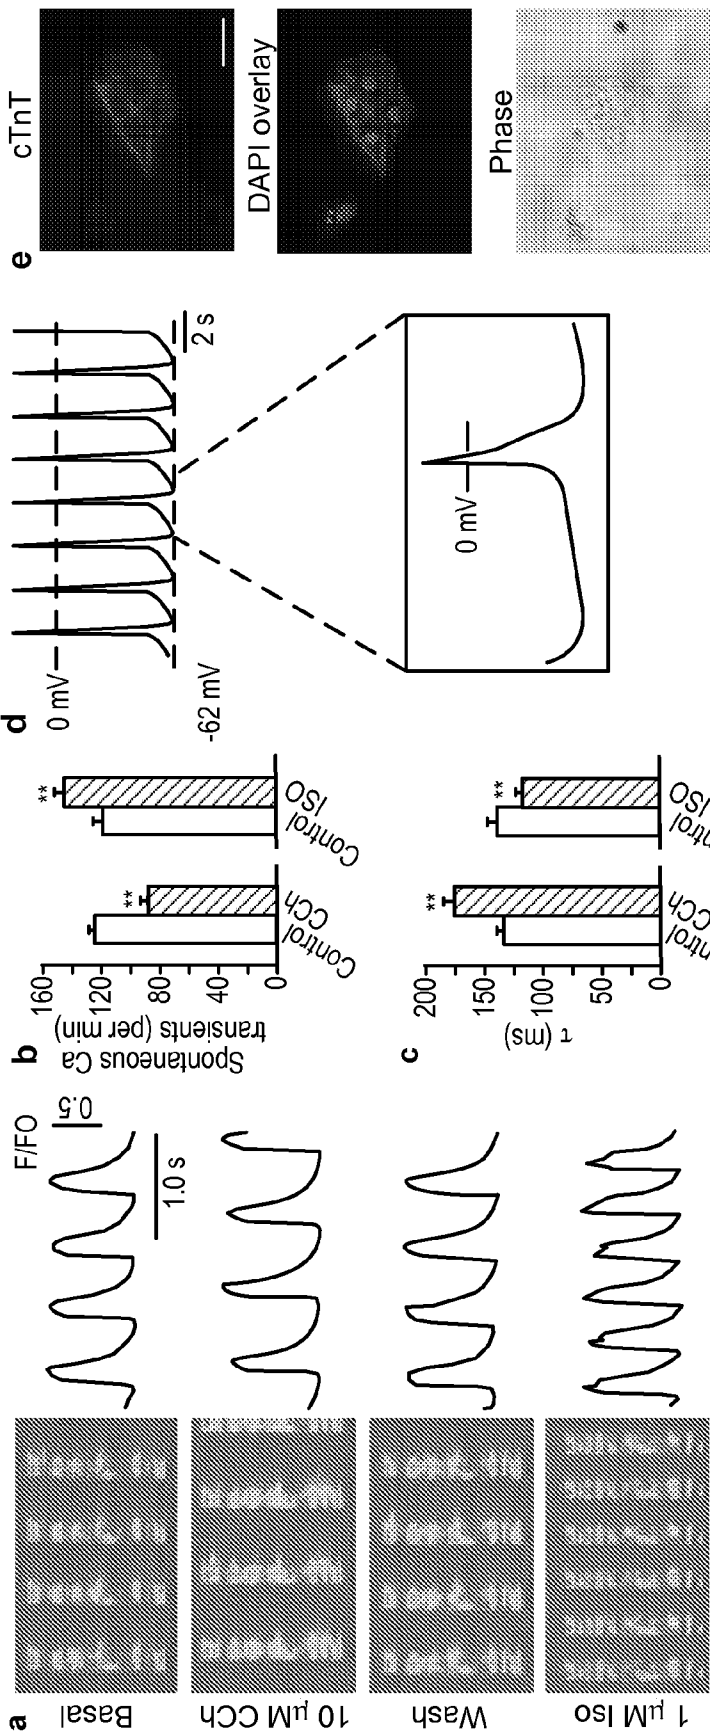 a
Basal
10 µM CCh
Wash
1 µM Iso
F/FO
0.5
1.0 s
b
Spontaneous Ca
transients (per min)
160
120
80
40
0
**
**
Control
CCh
Control
ISO
c
τ (ms)
200
150
100
50
0
**
**
ntrol
CCh
ntrol
ISO
d
0 mV
-62 mV
2 s
0 mV
e
cTnT
DAPI overlay
Phase